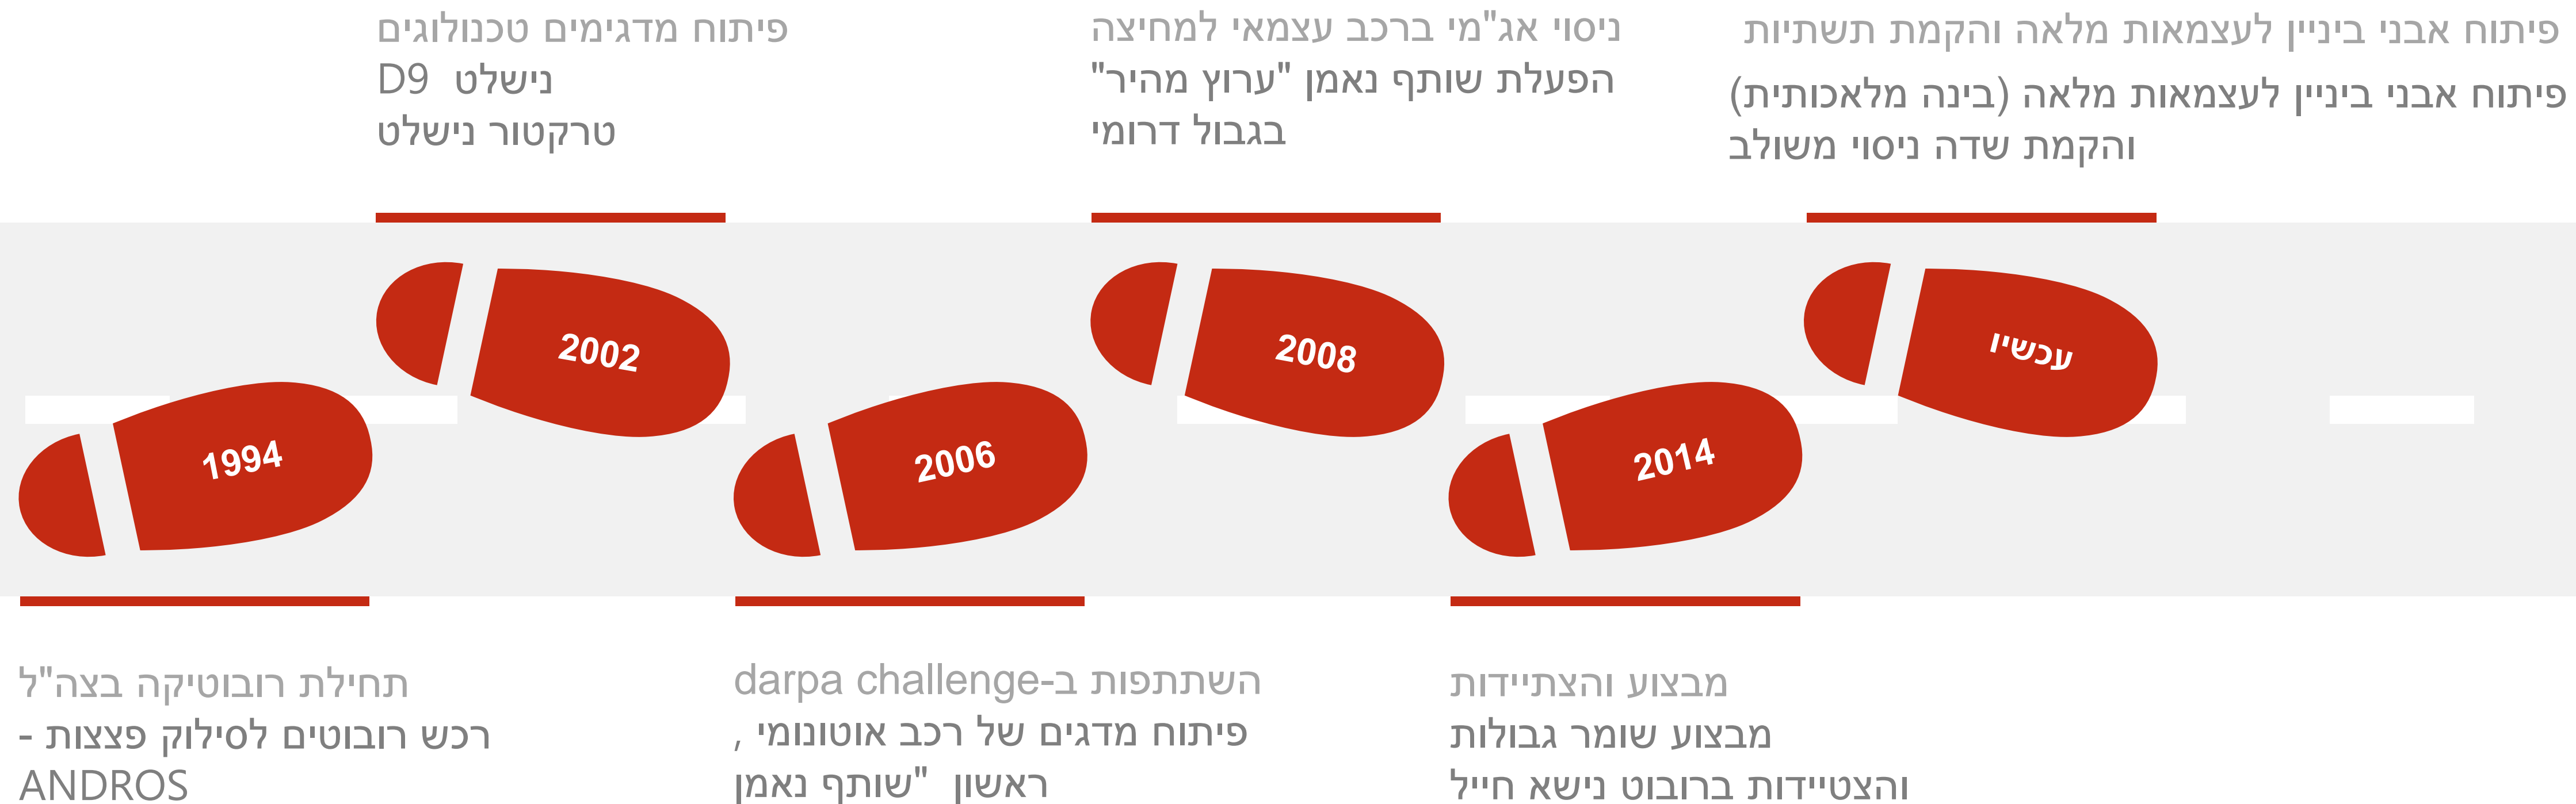 פיתוח מדגימים טכנולוגים
נישלט  D9
טרקטור נישלט
ניסוי אג"מי ברכב עצמאי למחיצה
הפעלת שותף נאמן "ערוץ מהיר"
בגבול דרומי
פיתוח אבני ביניין לעצמאות מלאה והקמת תשתיות
פיתוח אבני ביניין לעצמאות מלאה (בינה מלאכותית)
והקמת שדה ניסוי משולב
2002
2008
עכשיו
1994
2006
2014
תחילת רובוטיקה בצה"ל
רכש רובוטים לסילוק פצצות -
ANDROS
השתתפות ב-darpa challenge
פיתוח מדגים של רכב אוטונומי ,
ראשון  "שותף נאמן
מבצוע והצתיידות
מבצוע שומר גבולות
והצטיידות ברובוט נישא חייל